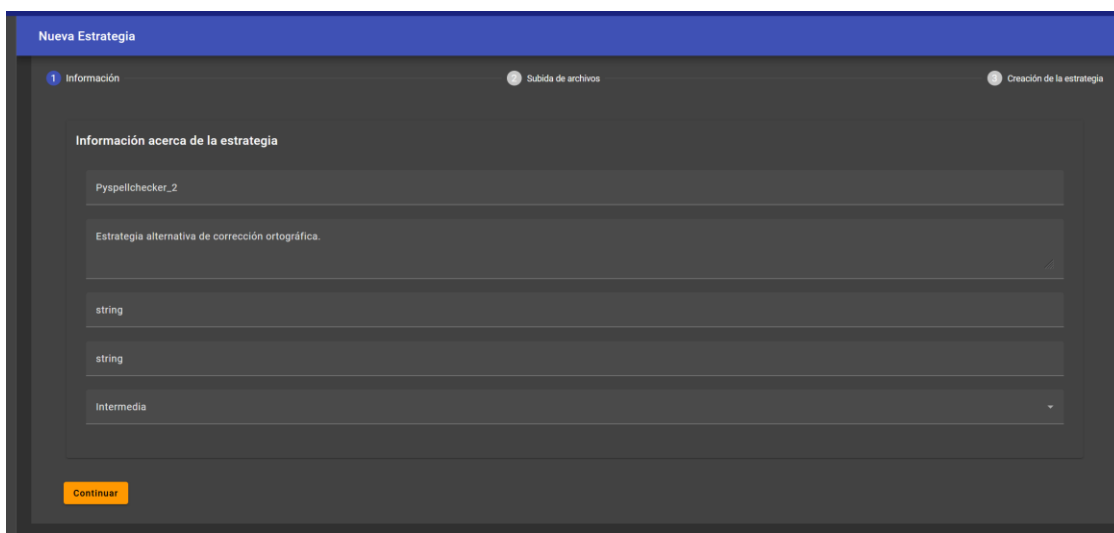 Nueva Estrategia
1 Información
2 Subida de archivos
3 Creación de la estrategia
Información acerca de la estrategia
Pyspellchecker_2
Estrategia alternativa de corrección ortográfica.
string
string
Intermedia
Continuar